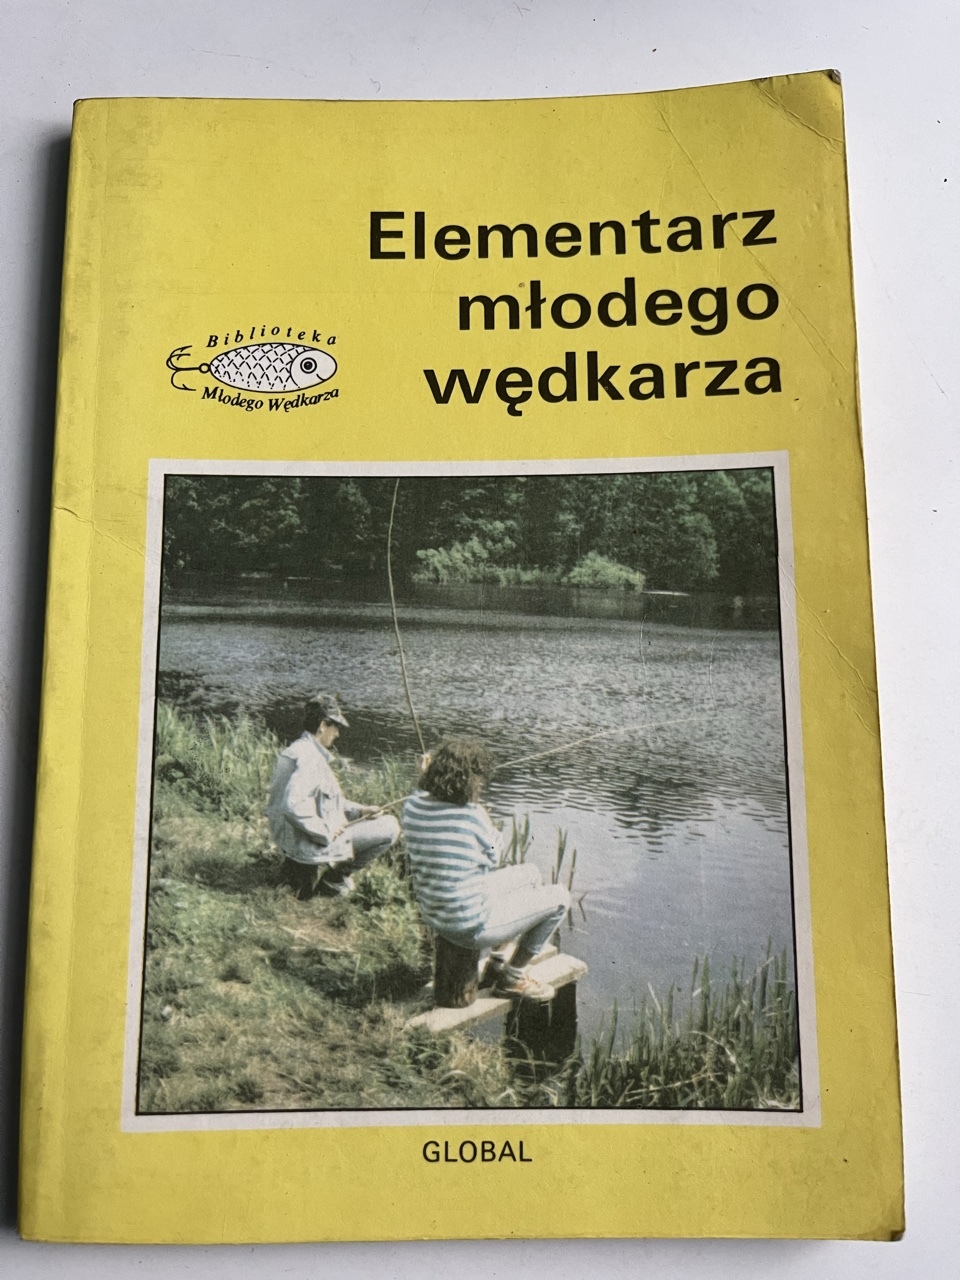 Elementarz
młodego
wędkarza
Biblioteka
Młodego Wędkarza
GLOBAL